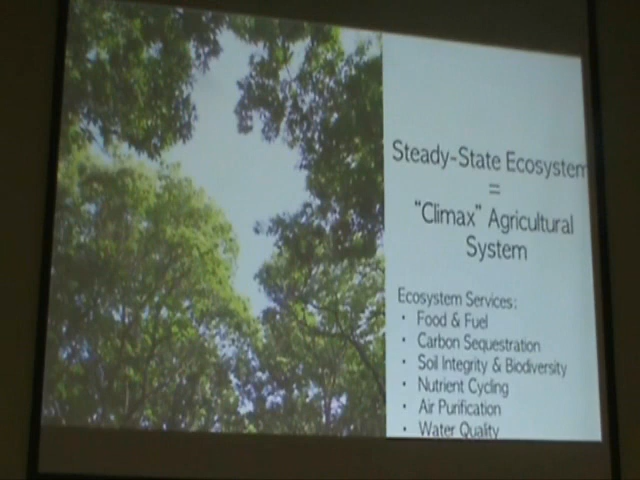 Steady-State Ecosystem
=
"Climax" Agricultural
System
Ecosystem Services:
• Food & Fuel
• Carbon Sequestration
• Soil Integrity & Biodiversity
• Nutrient Cycling
• Air Purification
• Water Quality